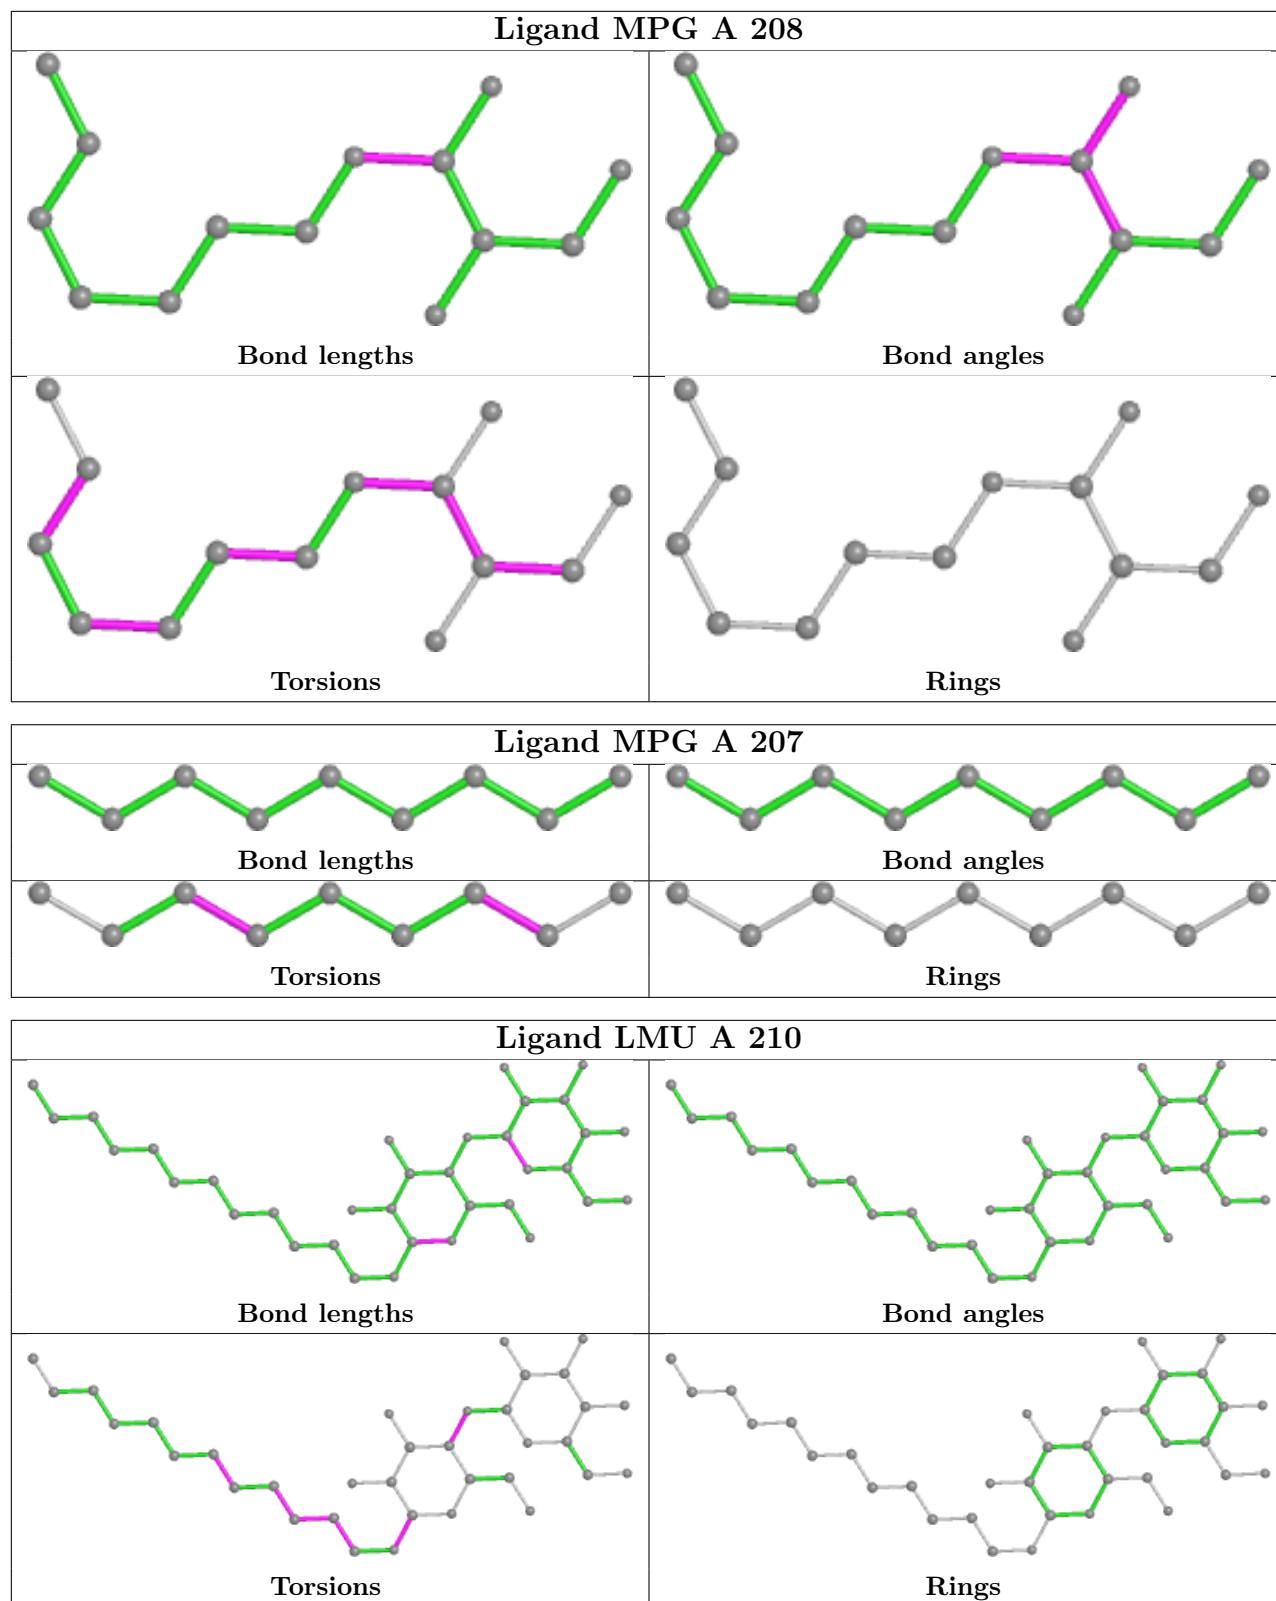 Ligand MPG A 208
Bond lengths
Bond angles
Torsions
Rings
Ligand MPG A 207
Bond lengths
Bond angles
Torsions
Rings
Ligand LMU A 210
Bond lengths
Bond angles
Torsions
Rings